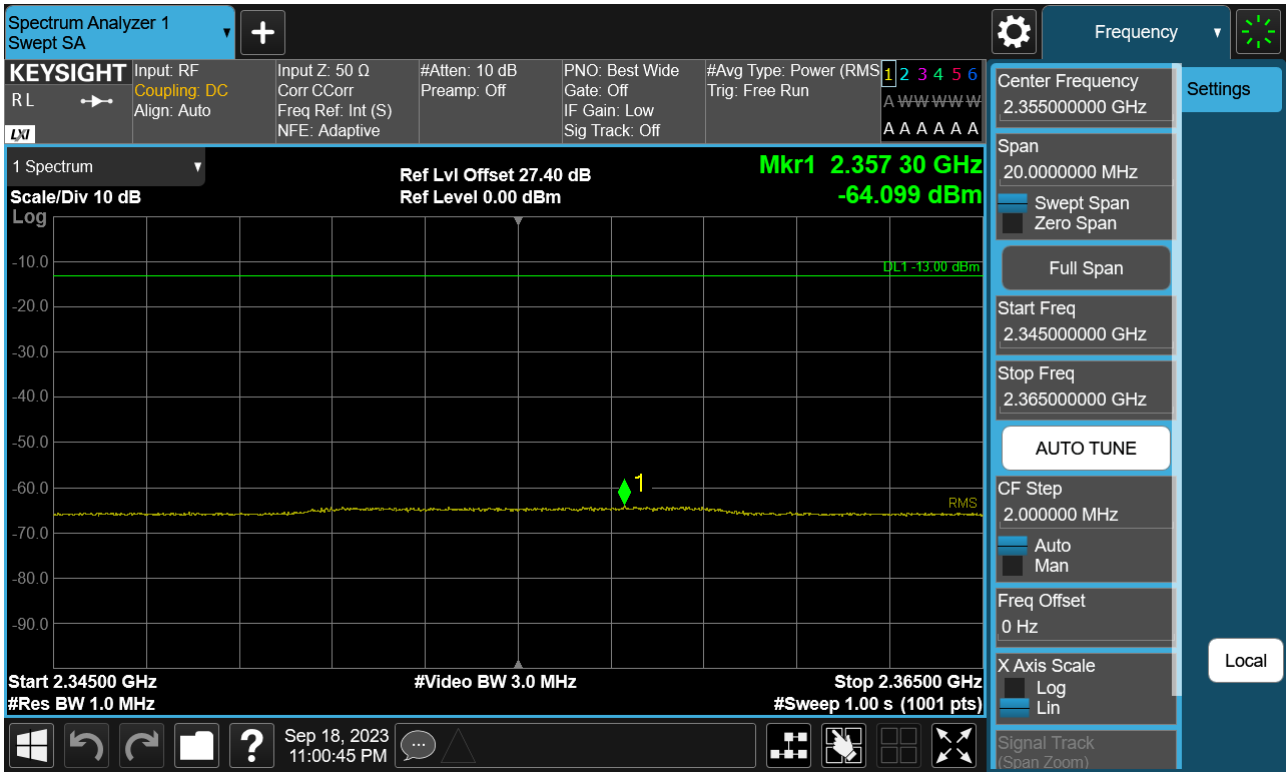 Spectrum Analyzer 1
Swept SA
+
Frequency
KEYSIGHT
RL
LXI
Input: RF
Coupling: DC
Align: Auto
Input Z: 50 Ω
Corr CCorr
Freq Ref: Int (S)
NFE: Adaptive
#Atten: 10 dB
Preamp: Off
PNO: Best Wide
Gate: Off
IF Gain: Low
Sig Track: Off
#Avg Type: Power (RMS
Trig: Free Run
1 2 3 4 5 6
A W W W W W
A A A A A A
1 Spectrum
Scale/Div 10 dB
Log
Ref Lvl Offset 27.40 dB
Ref Level 0.00 dBm
Mkr1 2.357 30 GHz
-64.099 dBm
-10.0
DL1 -13.00 dBm
-20.0
-30.0
-40.0
-50.0
-60.0
1
RMS
-70.0
-80.0
-90.0
Start 2.34500 GHz
#Video BW 3.0 MHz
Stop 2.36500 GHz
#Res BW 1.0 MHz
#Sweep 1.00 s (1001 pts)
Center Frequency
2.355000000 GHz
Settings
Span
20.0000000 MHz
Swept Span
Zero Span
Full Span
Start Freq
2.345000000 GHz
Stop Freq
2.365000000 GHz
AUTO TUNE
CF Step
2.000000 MHz
Auto
Man
Freq Offset
0 Hz
X Axis Scale
Log
Lin
Local
Signal Track
(Span Zoom)
?
Sep 18, 2023
11:00:45 PM